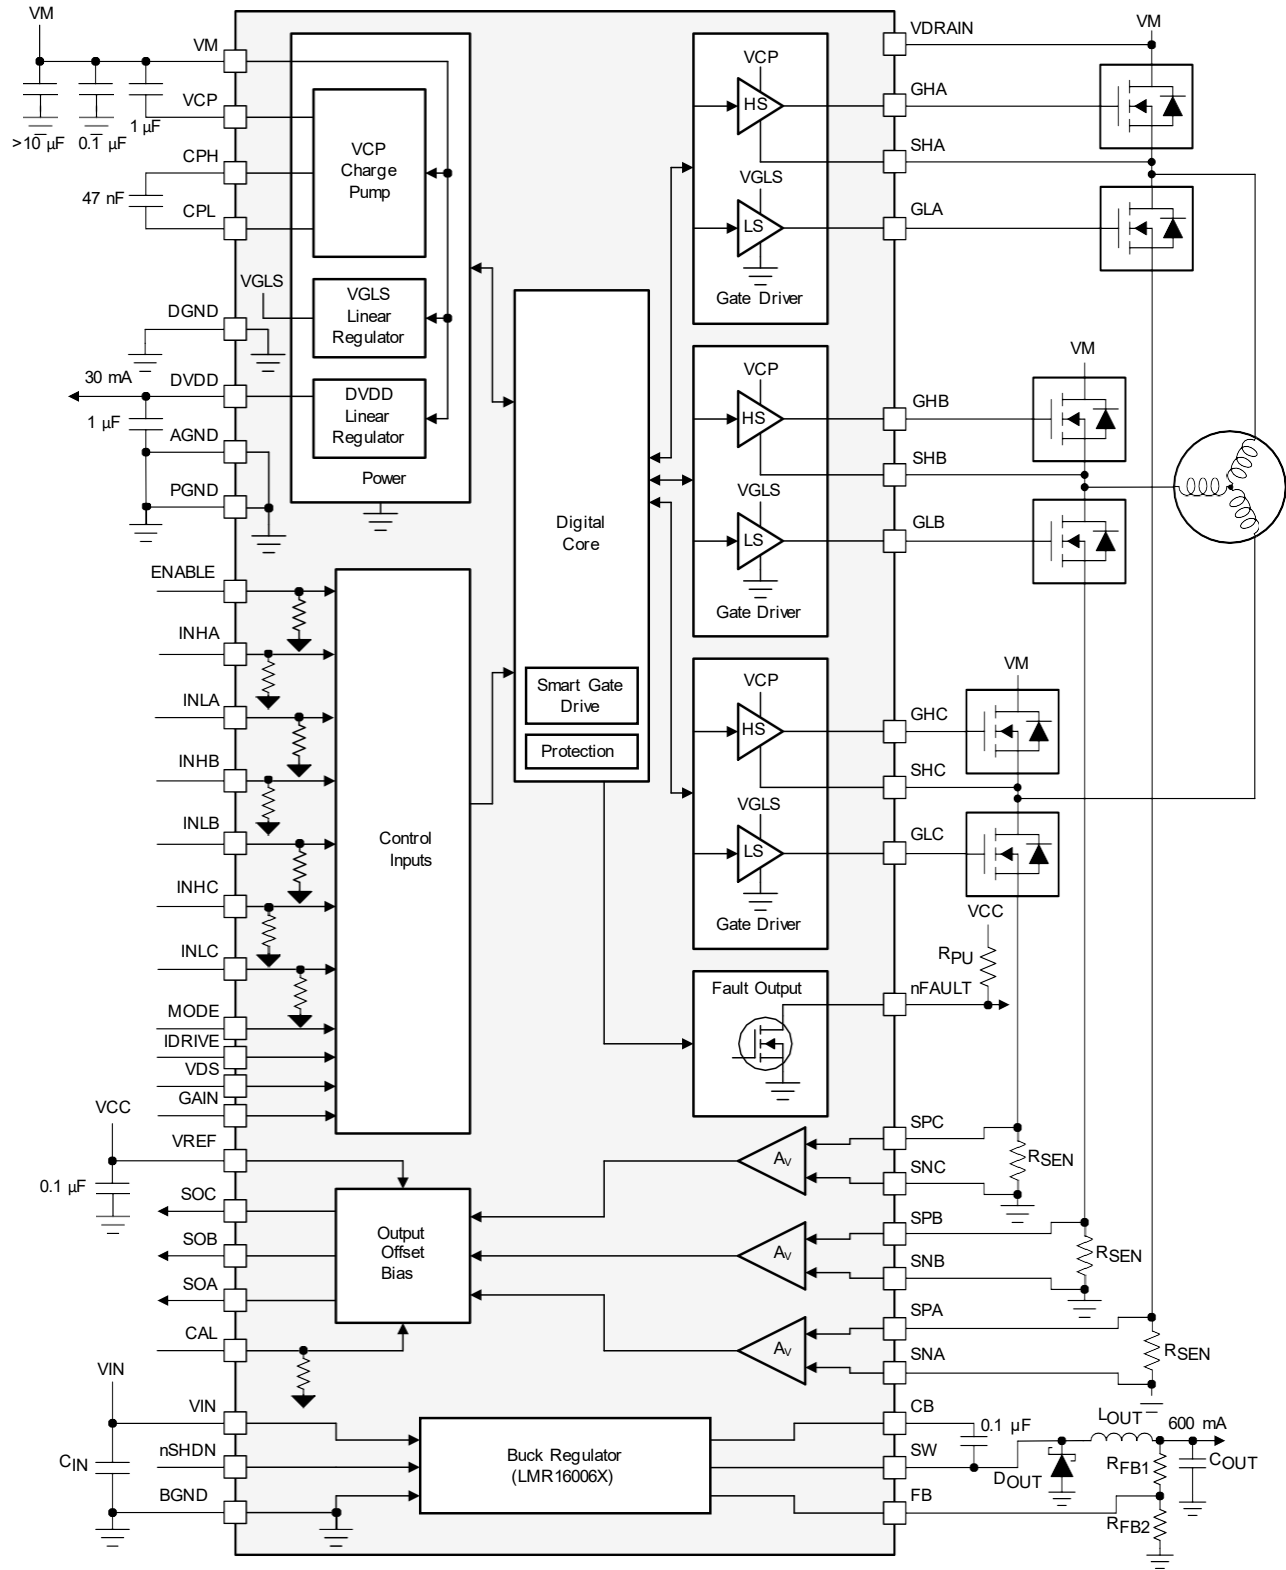 VM
VM
VCP
>10 µF
0.1 µF
1 µF
CPH
47 nF
CPL
VCP
Charge
Pump
VGLS
VGLS
Linear
Regulator
DGND
30 mA
DVDD
1 µF
DVDD
Linear
Regulator
AGND
PGND
Power
ENABLE
INHA
INLA
INHB
INLB
INHC
INLC
MODE
IDRIVE
VDS
GAIN
Control
Inputs
Digital
Core
Smart Gate
Drive
Protection
VCP
HS
VGLS
LS
Gate Driver
VCP
HS
VGLS
LS
Gate Driver
VCP
HS
VGLS
LS
Gate Driver
Fault Output
VDRAIN
VM
GHA
SHA
GLA
VM
GHB
SHB
GLB
VM
GHC
SHC
GLC
VCC
RPU
nFAULT
VCC
VREF
0.1 µF
SOC
SOB
SOA
CAL
Output
Offset
Bias
AV
AV
AV
SPC
SNC
RSEN
SPB
SNB
RSEN
SPA
SNA
RSEN
VIN
VIN
CIN
nSHDN
BGND
Buck Regulator
(LMR16006X)
CB
0.1 µF
SW
FB
DOUT
LOUT
600 mA
COUT
RFB1
RFB2